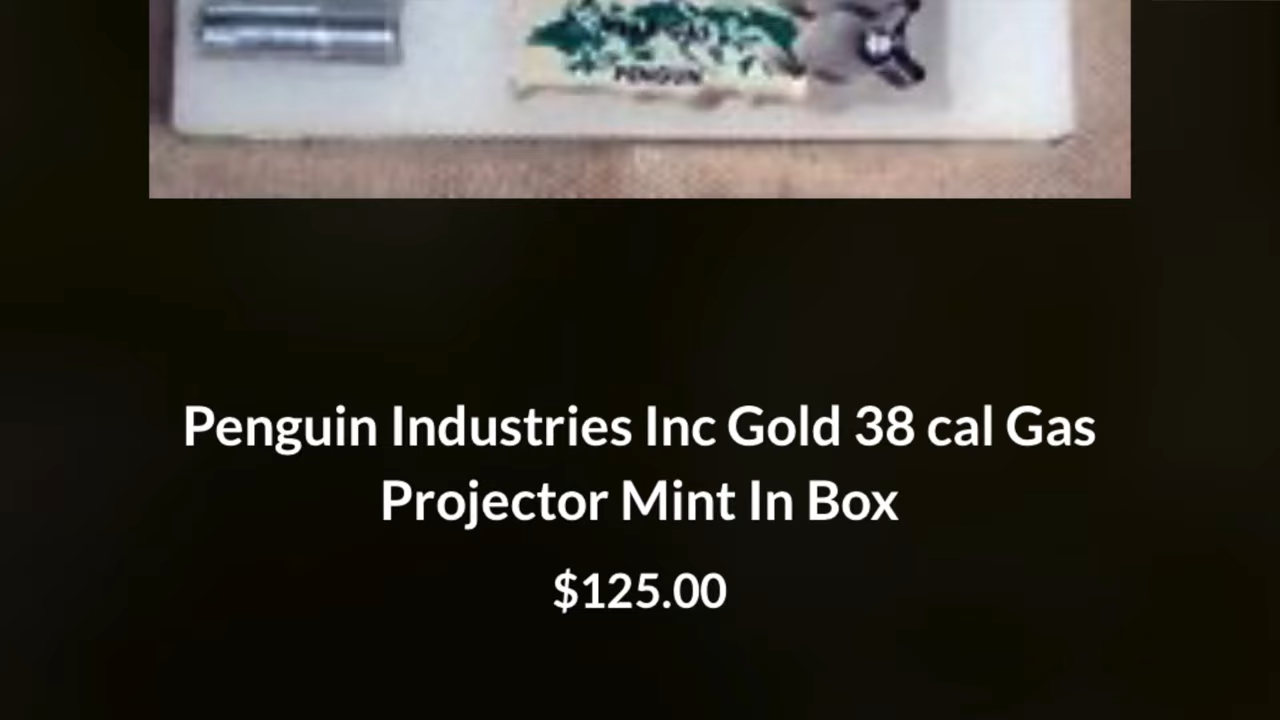 PENGUIN
Penguin Industries Inc Gold 38 cal Gas
Projector Mint In Box
$125.00